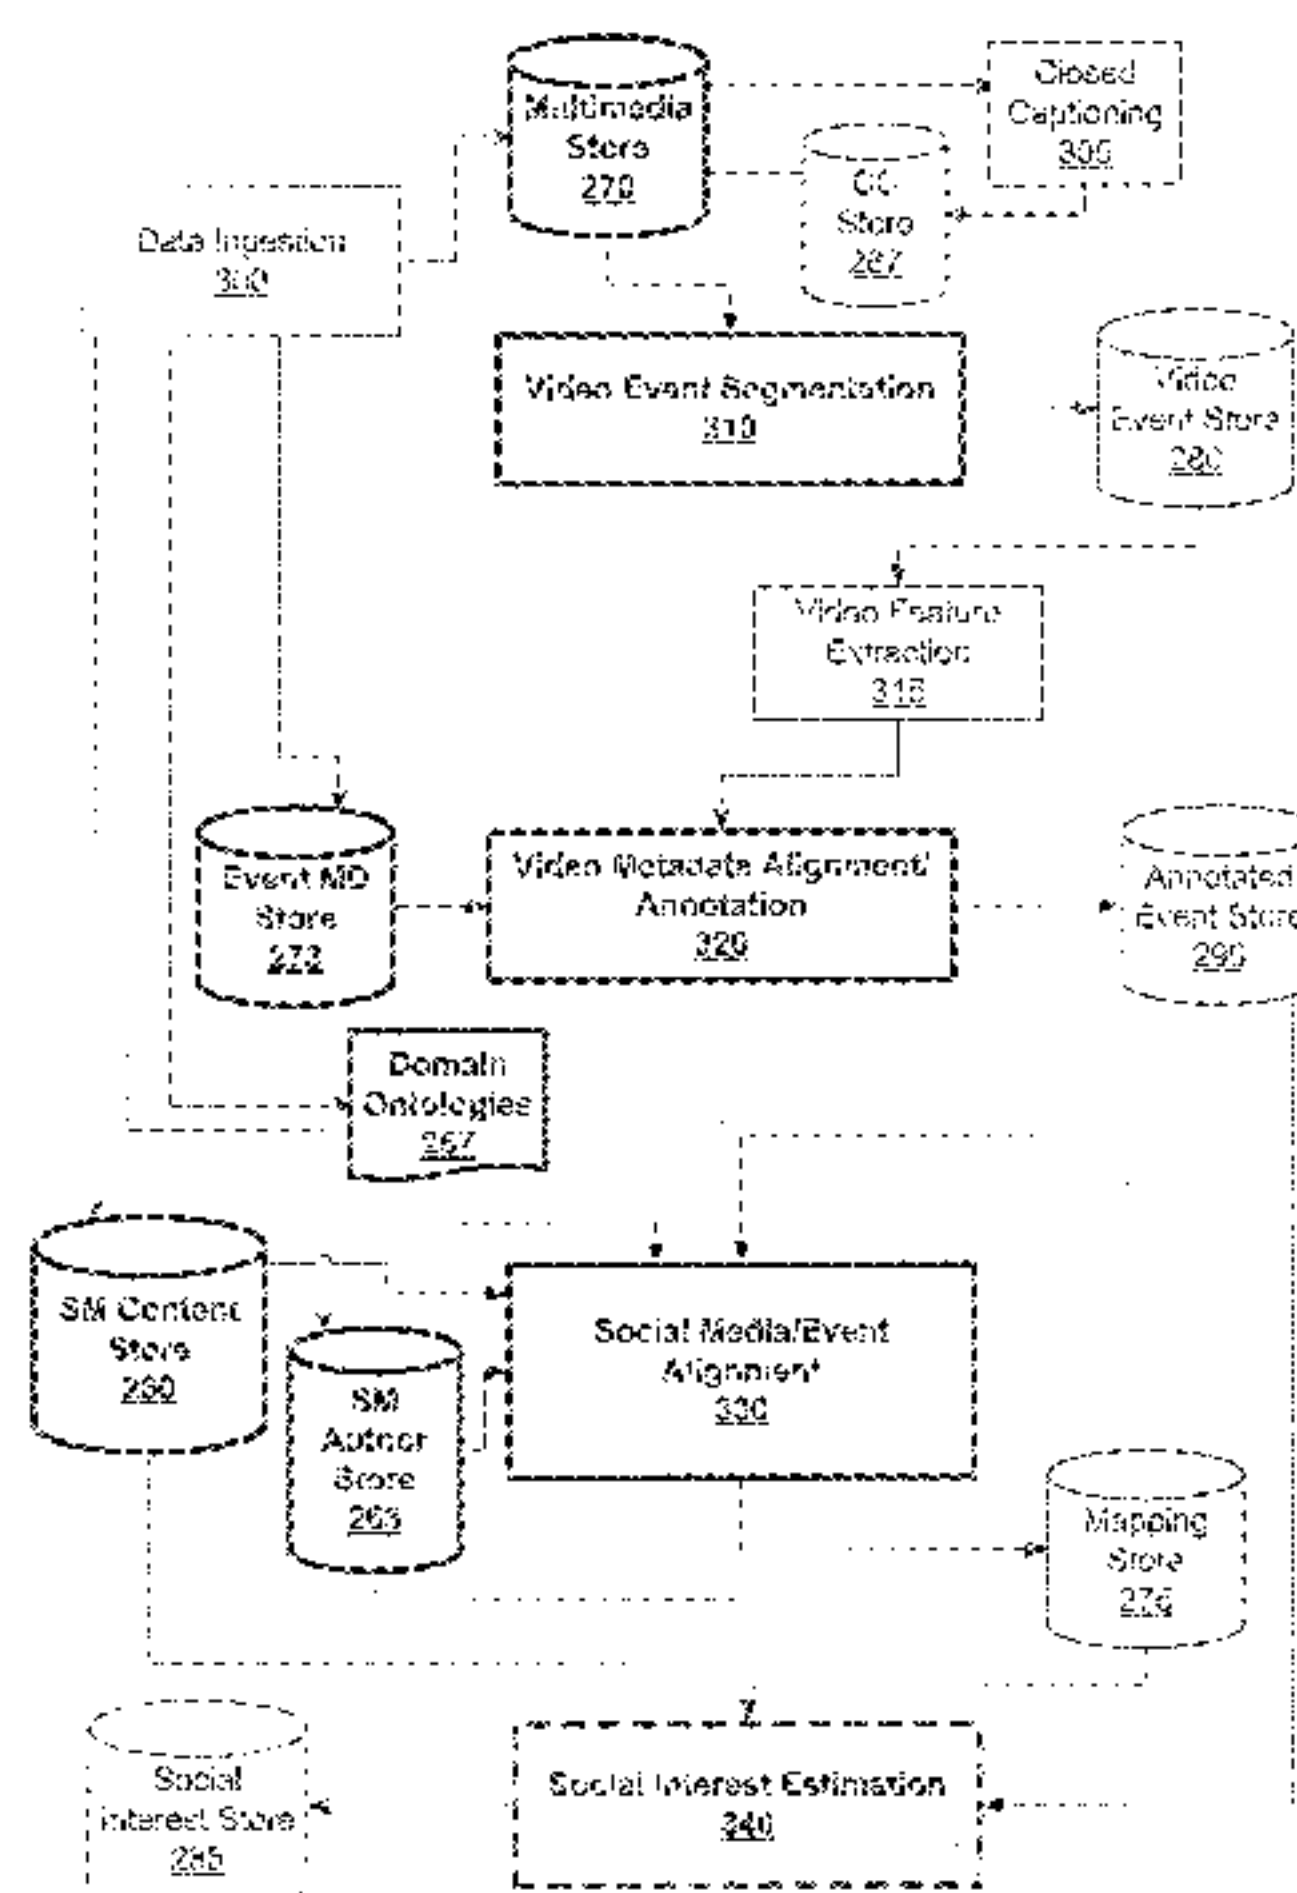 Multimedia
Store
270
Closed
Captioning
305
CC
Store
287
Data Ingestion
300
Video Event Segmentation
310
Video
Event Store
280
Video Feature
Extraction
315
Event MD
Store
272
Video Metadata Alignment/
Annotation
320
Annotated
Event Store
290
Domain
Ontologies
257
SM Content
Store
260
SM
Author
Store
265
Social Media/Event
Alignment
330
Mapping
Store
275
Social Interest Estimation
340
Social
Interest Store
285